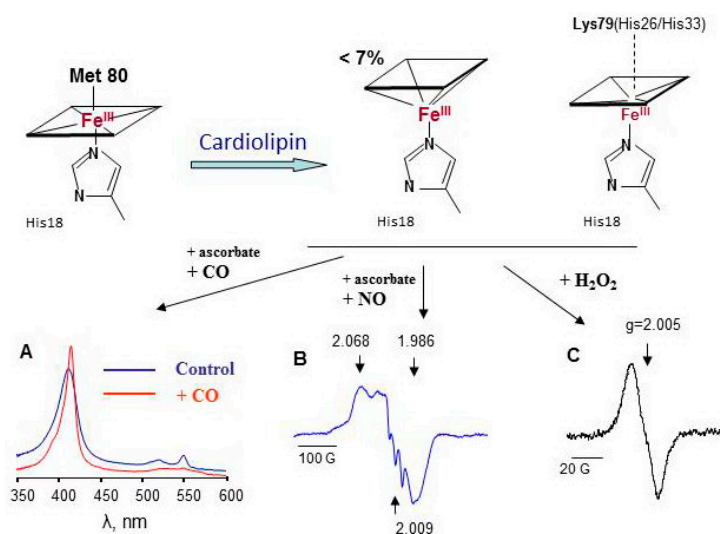 Met 80
Fe^III
N
N
His18
Cardiolipin
< 7%
Fe^III
N
N
His18
Lys79(His26/His33)
Fe^III
N
N
His18
+ ascorbate
+ CO
+ ascorbate
+ NO
+ H₂O₂
A
Control
+ CO
350 400 450 500 550 600
λ, nm
B
2.068 1.986
100 G
2.009
C
g=2.005
20 G